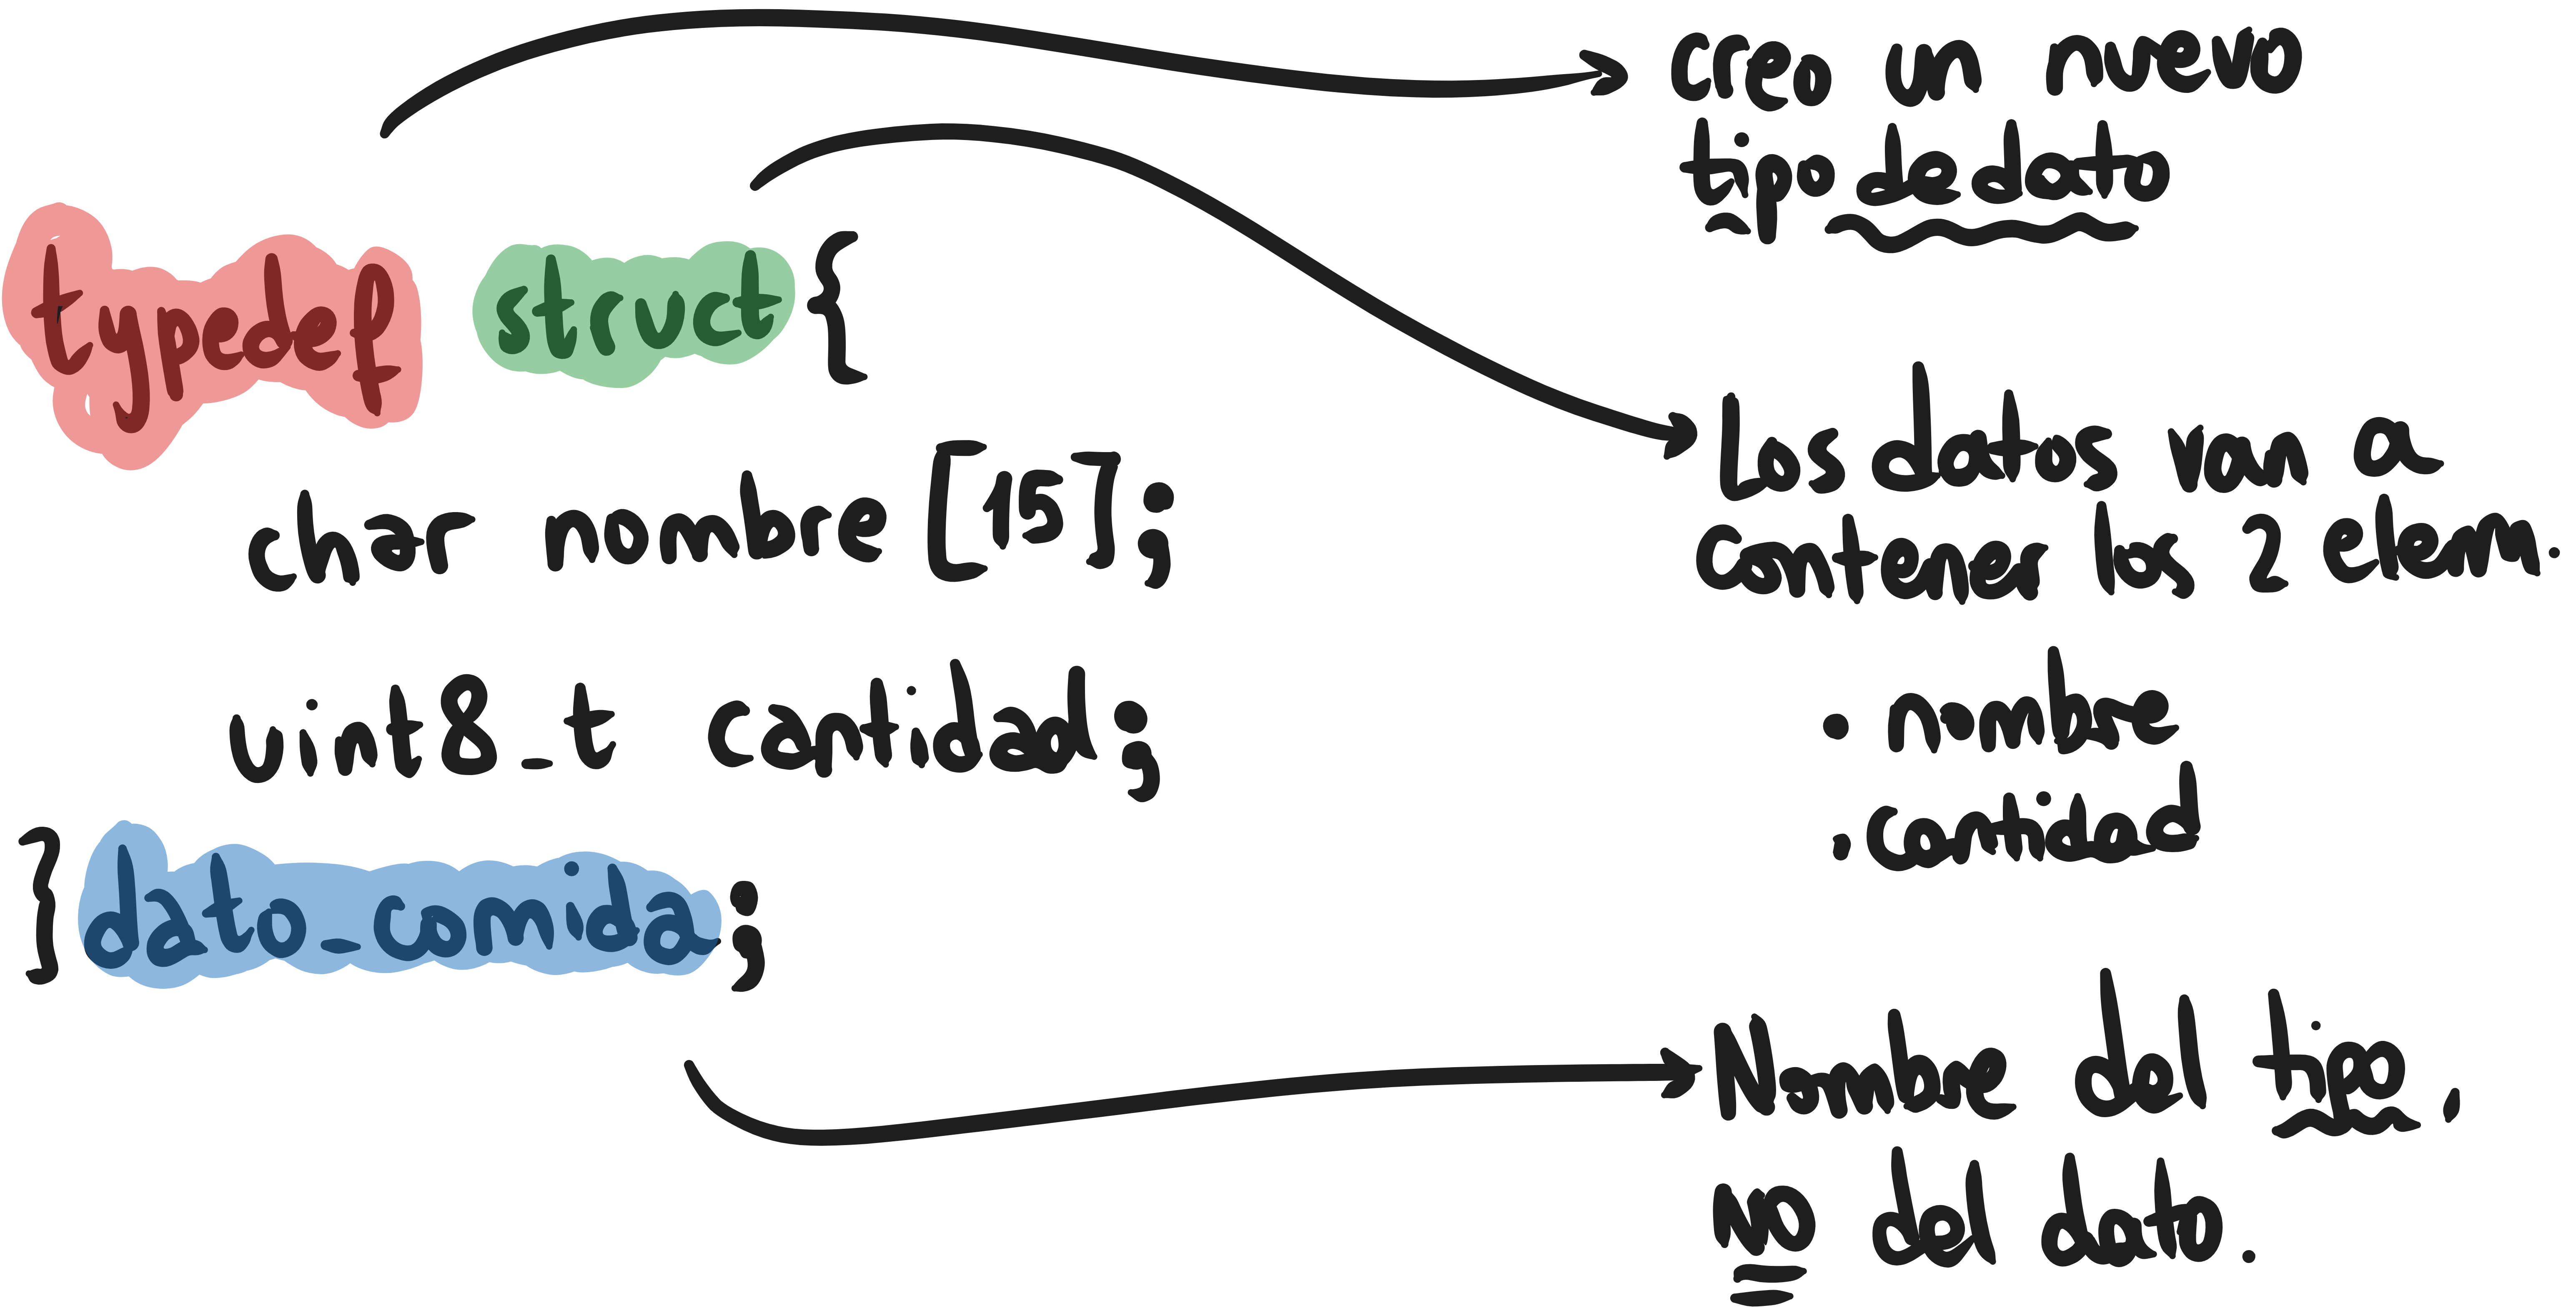 creo un nuevo
tipo de dato
typedef struct {
Los datos van a
contener los 2 elem.
char nombre [15];
• nombre
uint8_t cantidad;
• cantidad
} dato_comida;
Nombre del tipo,
NO del dato.